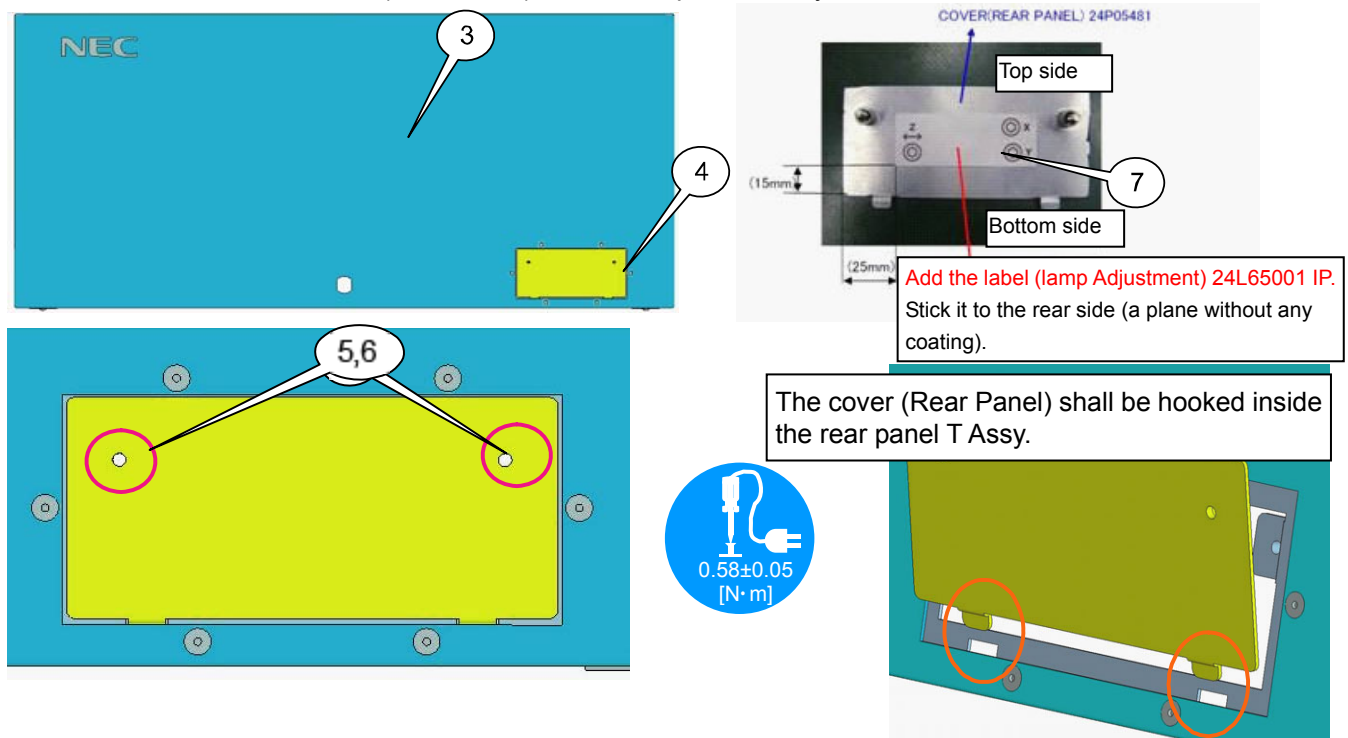 NEC
3
4
COVER(REAR PANEL) 24P05481
Top side
Z
X
Y
7
(15mm)
Bottom side
(25mm)
Add the label (lamp Adjustment) 24L65001 IP.
Stick it to the rear side (a plane without any
coating).
5,6
The cover (Rear Panel) shall be hooked inside
the rear panel T Assy.
0.58±0.05
[N･m]